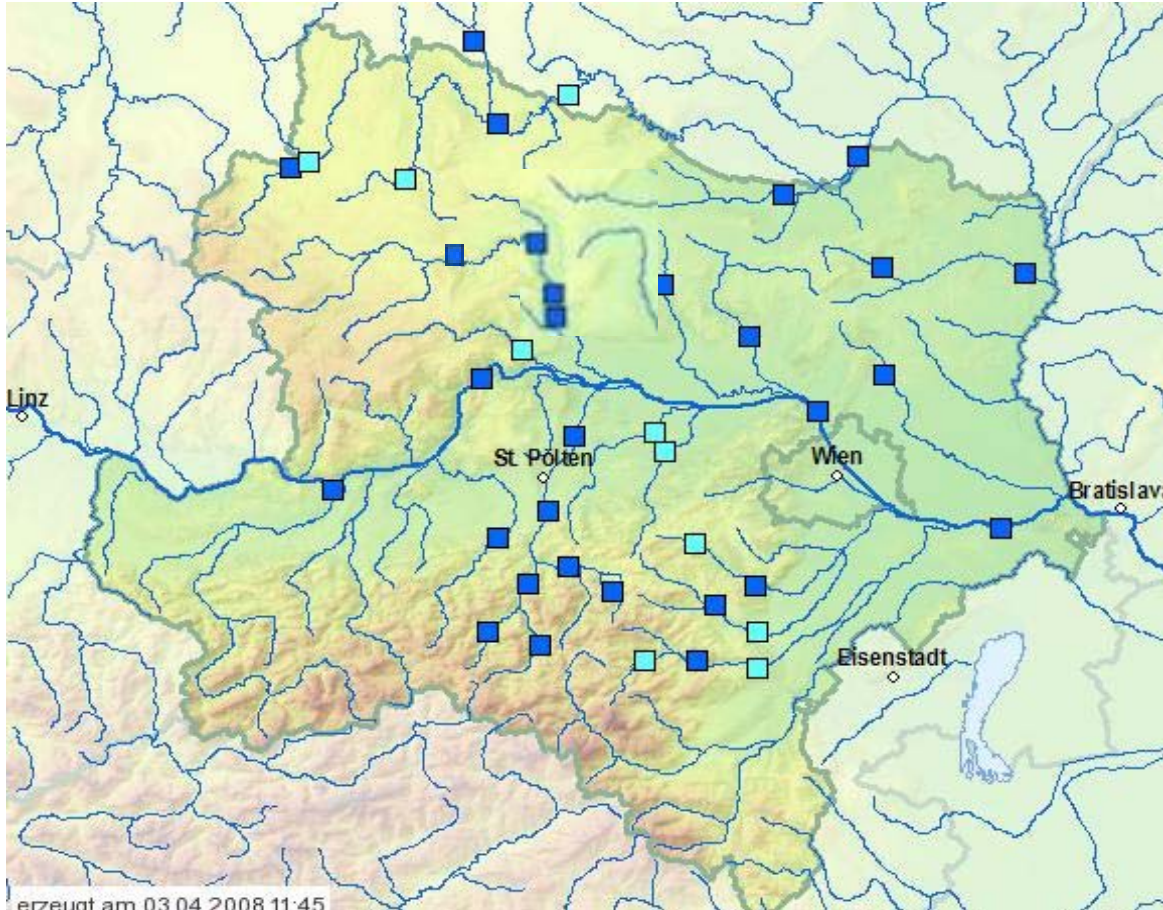 Linz
St. Pölten
Wien
Bratislava
Eisenstadt
erzeugt am 03.04.2008 11:45